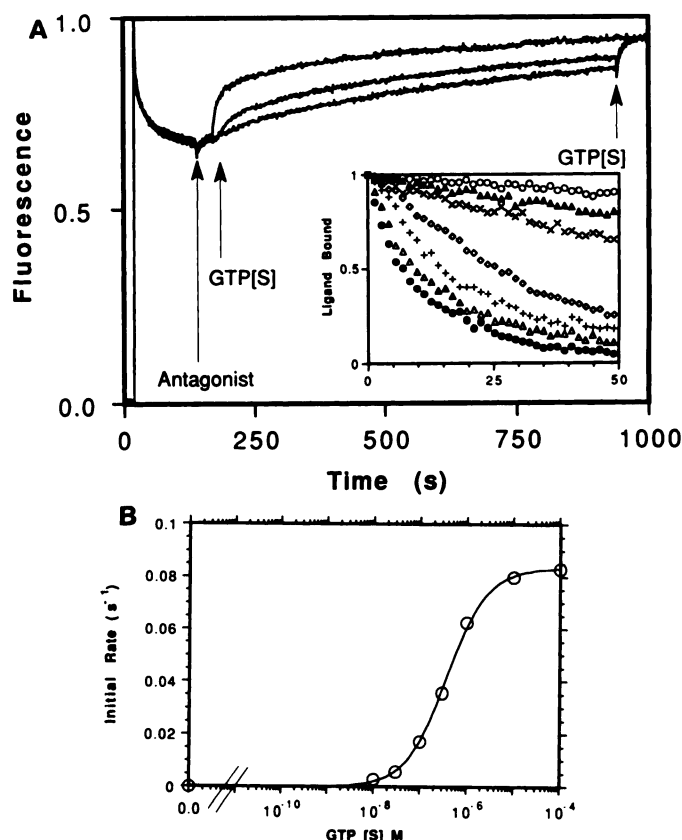 A
1.0
0.5
0.0
Fluorescence
GTP[S]
Antagonist
GTP[S]
Ligand Bound
1
0.5
0
0
25
50
0
250
500
750
1000
Time (s)
B
0.1
0.08
0.06
0.04
0.02
0
Initial Rate (s⁻¹)
0.0
10⁻¹⁰
10⁻⁸
10⁻⁶
10⁻⁴
GTP [S] M